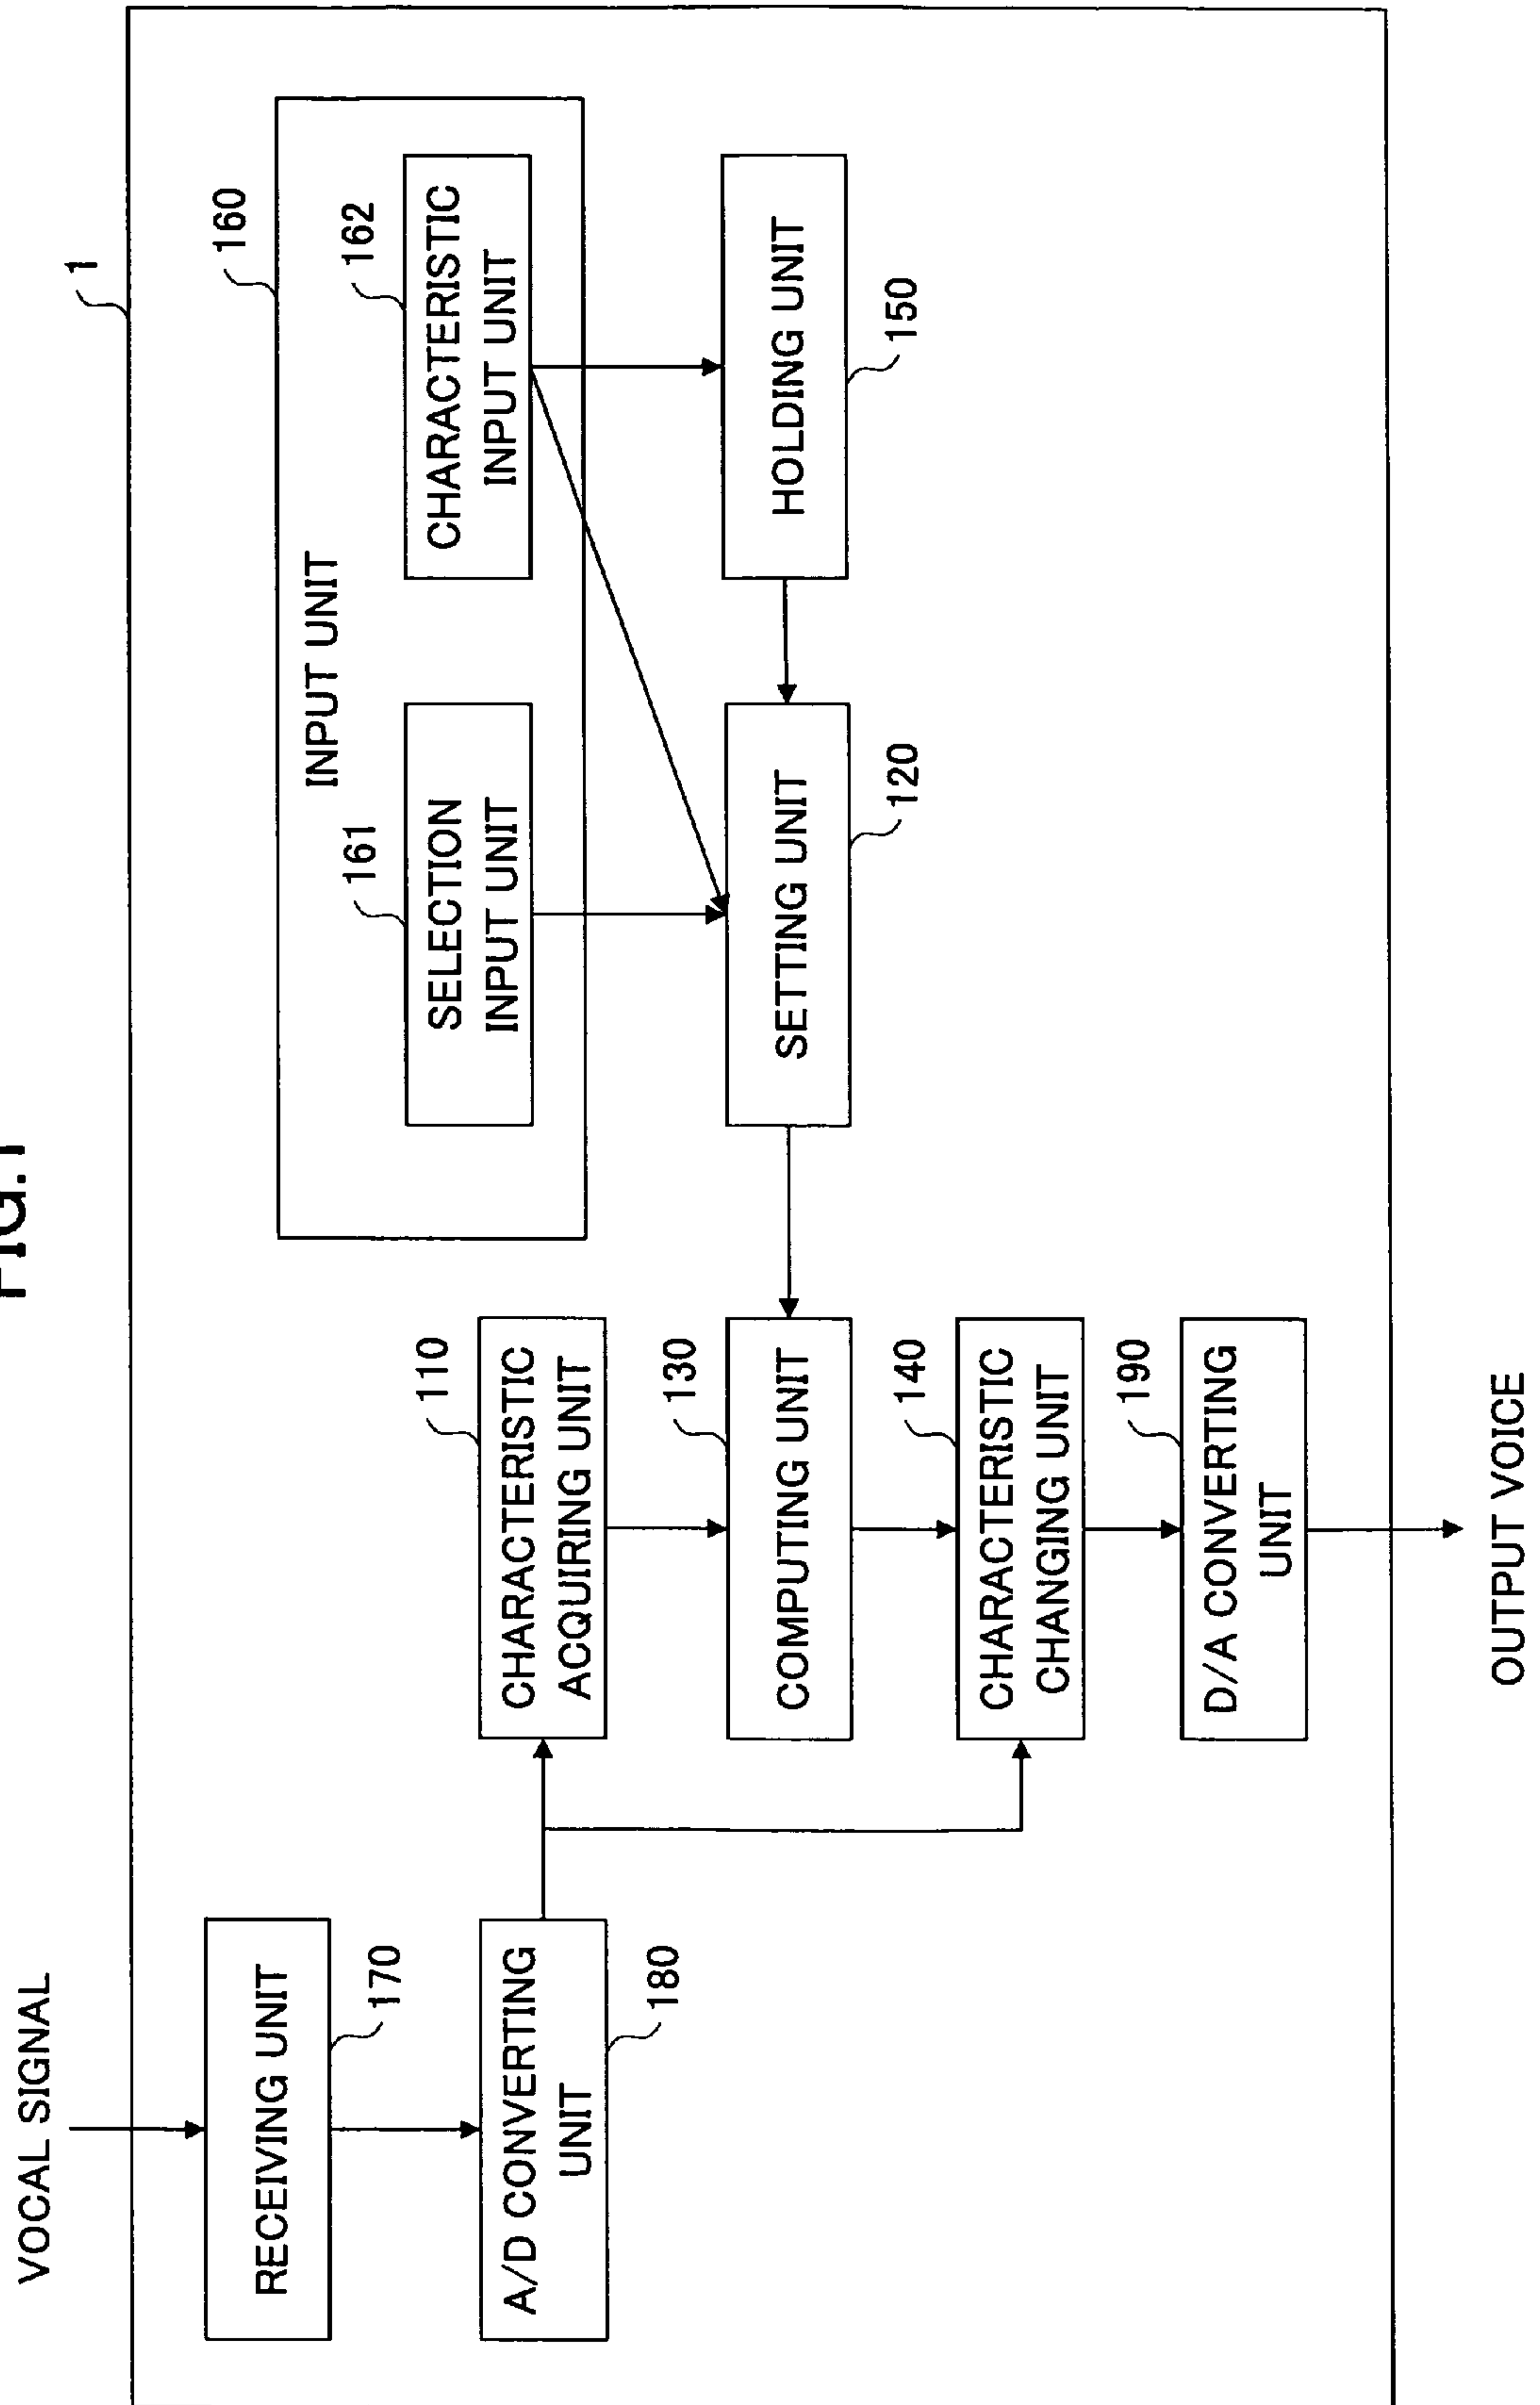 FIG.1
VOCAL SIGNAL
1
RECEIVING UNIT
170
A/D CONVERTING
UNIT
180
110
CHARACTERISTIC
ACQUIRING UNIT
130
COMPUTING UNIT
140
CHARACTERISTIC
CHANGING UNIT
190
D/A CONVERTING
UNIT
OUTPUT VOICE
160
INPUT UNIT
161
SELECTION
INPUT UNIT
162
CHARACTERISTIC
INPUT UNIT
SETTING UNIT
120
HOLDING UNIT
150